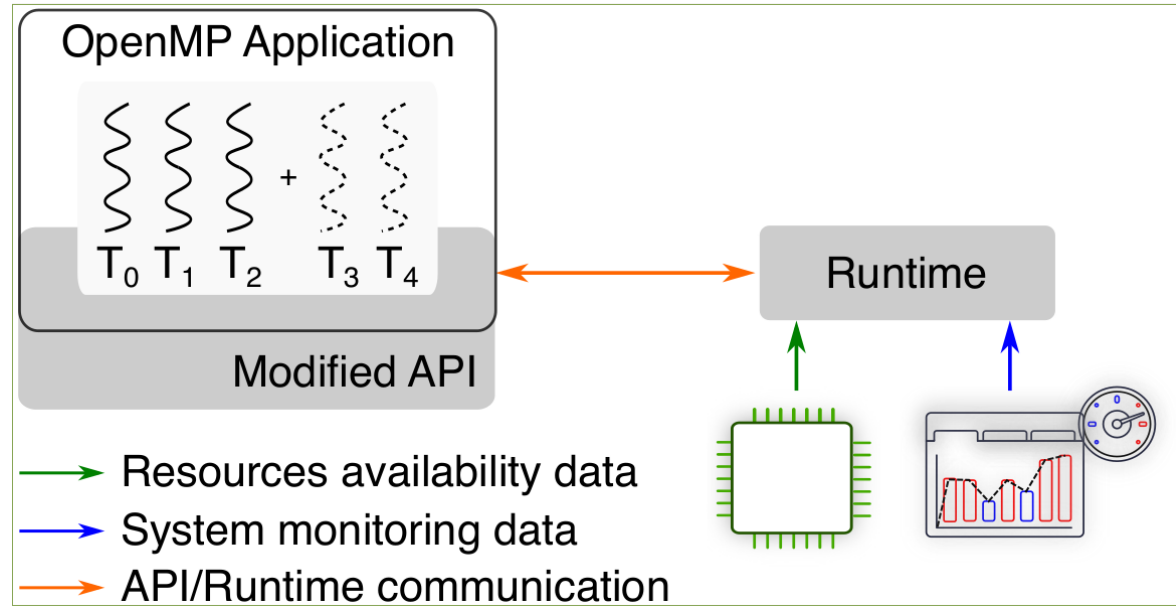 OpenMP Application
+
T0 T1 T2 T3 T4
Runtime
Modified API
Resources availability data
System monitoring data
API/Runtime communication